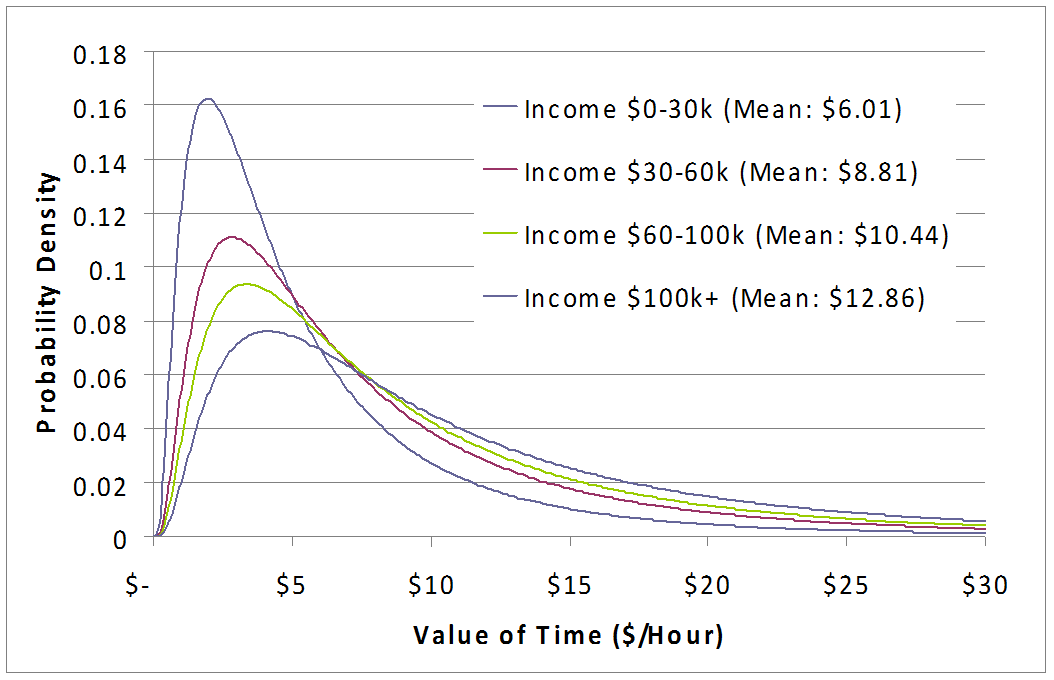 0.18
0.16
0.14
0.12
0.1
0.08
0.06
0.04
0.02
0
Probability Density
Income $0-30k (Mean: $6.01)
Income $30-60k (Mean: $8.81)
Income $60-100k (Mean: $10.44)
Income $100k+ (Mean: $12.86)
$- $5 $10 $15 $20 $25 $30
Value of Time ($/Hour)